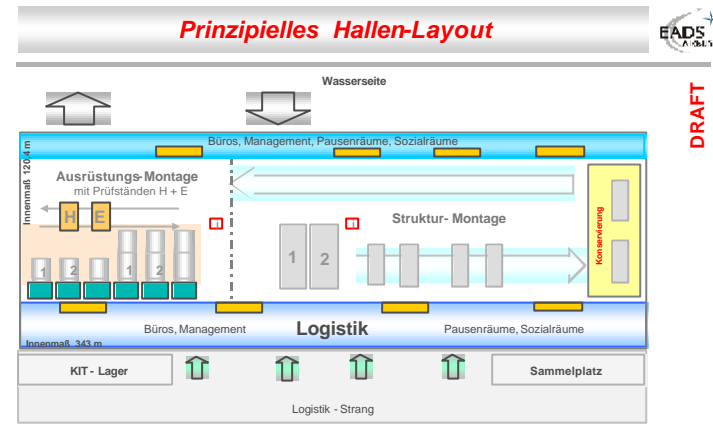 Prinzipielles Hallen-Layout
EADS
AIRBUS
DRAFT
Wasserseite
Büros, Management, Pausenräume, Sozialräume
Innenmaß 120,4 m
Ausrüstungs-Montage
mit Prüfständen H + E
H E
i
i
Struktur- Montage
Konservierung
1 2 1 2
1 2
Büros, Management
Logistik
Pausenräume, Sozialräume
Innenmaß 343 m
KIT - Lager
Sammelplatz
Logistik - Strang